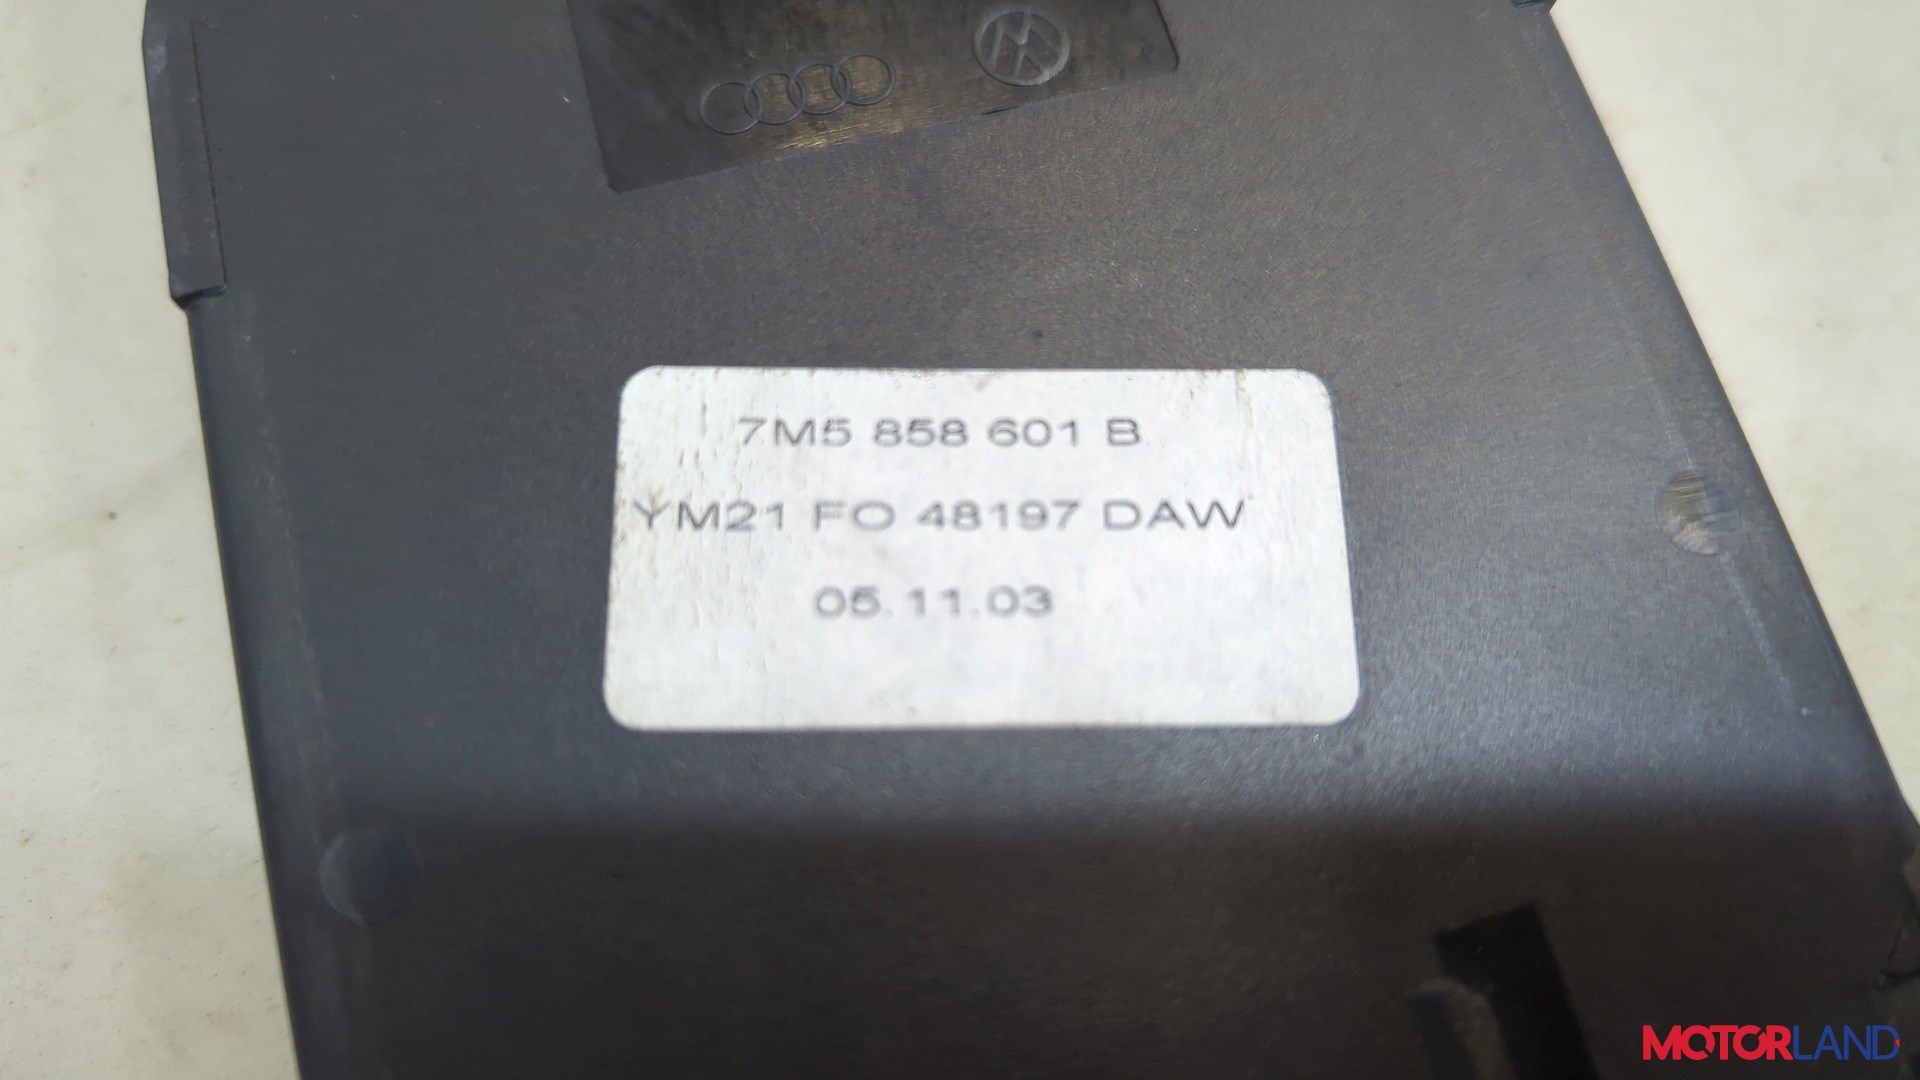 7M5 858 601 B
YM21 FO 48197 DAW
05.11.03
MOTORLAND